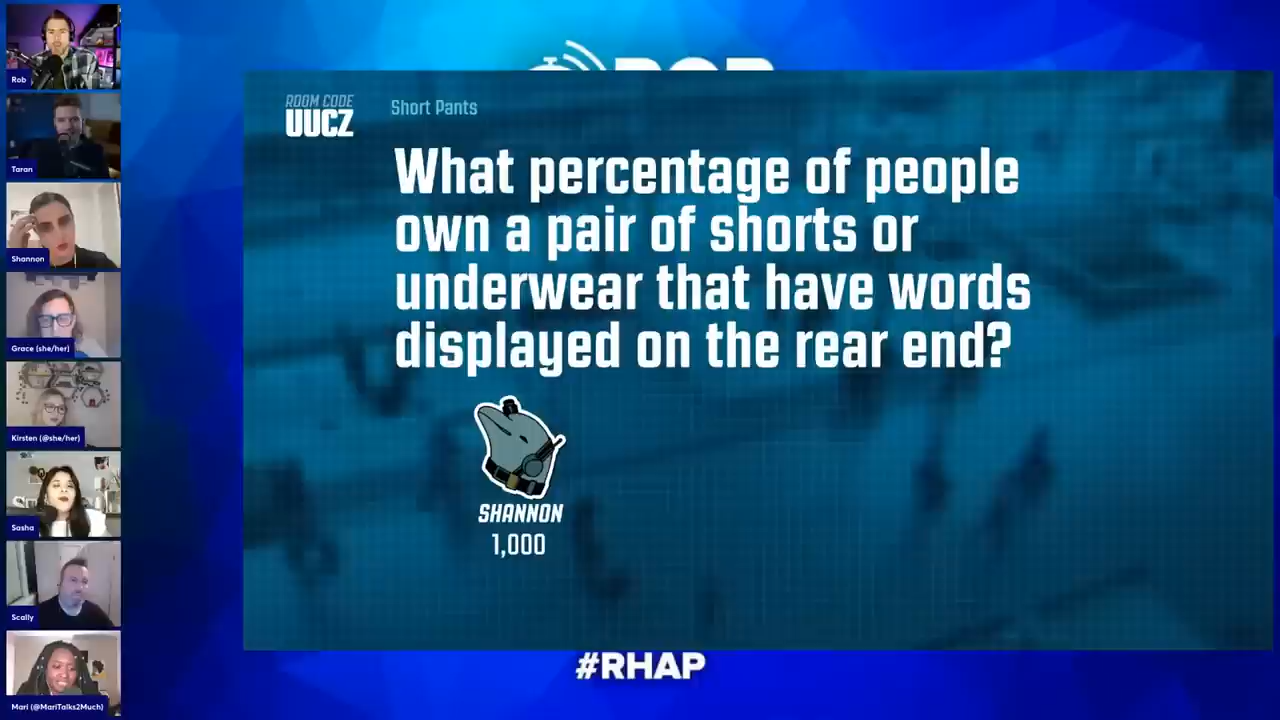 Rob
Taran
Shannon
Grace (she/her)
Kirsten (@she/her)
Sasha
Scally
Mari (@MariTalks2Much)
ROOM CODE
UUCZ
Short Pants
What percentage of people
own a pair of shorts or
underwear that have words
displayed on the rear end?
SHANNON
1,000
#RHAP